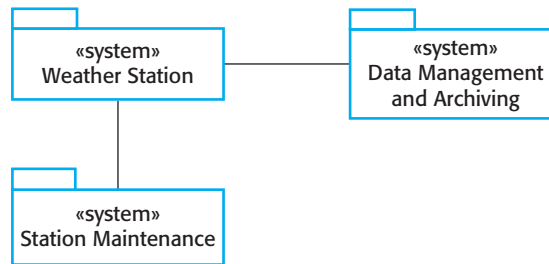 «system»
Weather Station
«system»
Data Management
and Archiving
«system»
Station Maintenance